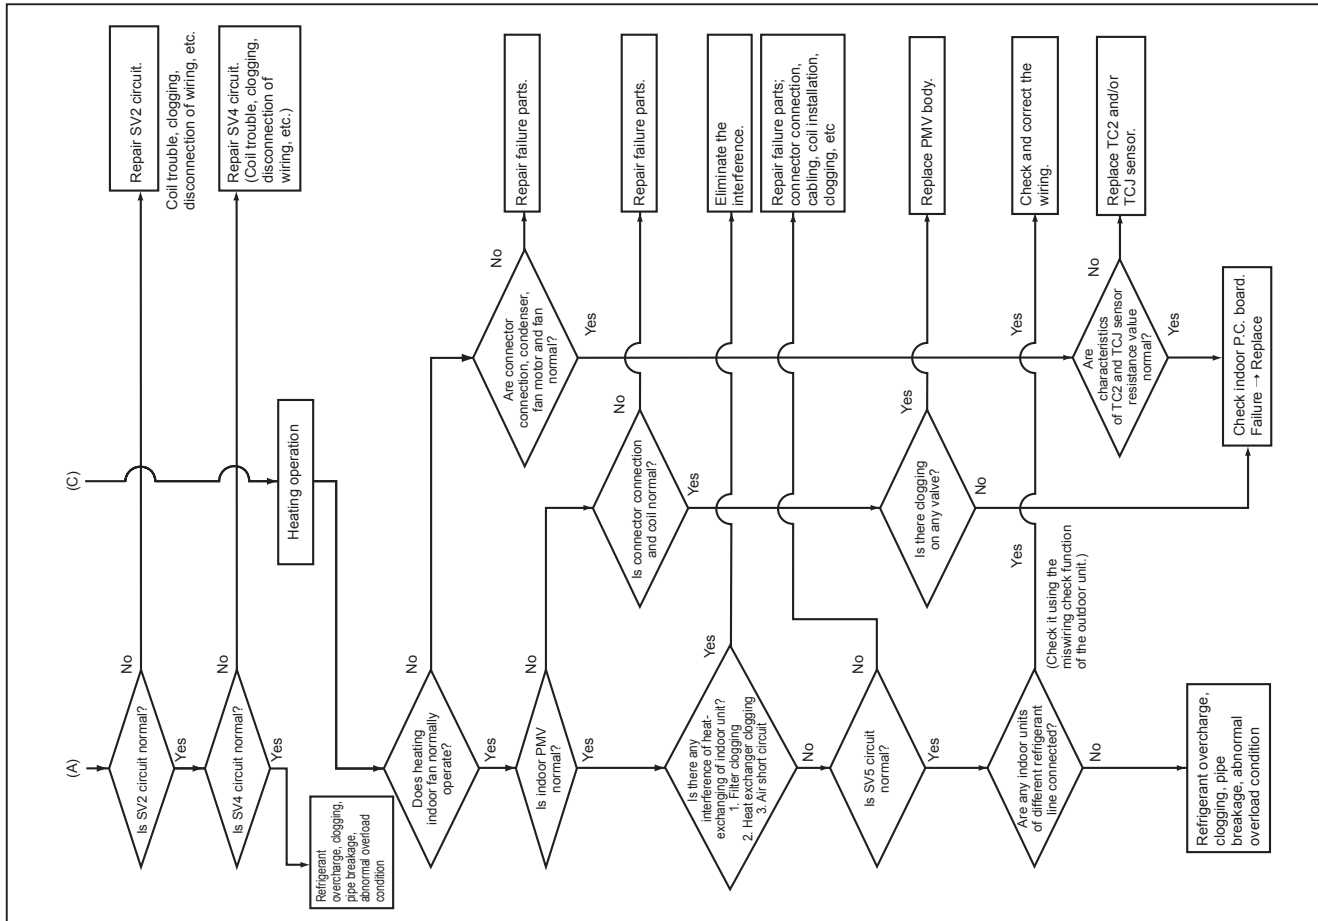 (A)
Is SV2 circuit normal?
No
Repair SV2 circuit.
Coil trouble, clogging,
disconnection of wiring, etc.
Yes
Is SV4 circuit normal?
No
Repair SV4 circuit.
(Coil trouble, clogging,
disconnection of
wiring, etc.)
Yes
Refrigerant
overcharge, clogging,
pipe breakage,
abnormal overload
condition
(C)
Heating operation
Does heating
indoor fan normally
operate?
No
Are connector
connection, condenser,
fan motor and fan
normal?
No
Repair failure parts.
Yes
Yes
Is indoor PMV
normal?
No
Is connector connection
and coil normal?
No
Repair failure parts.
Yes
Yes
Is there any
interference of heat-
exchanging of indoor unit?
1. Filter clogging
2. Heat exchanger clogging
3. Air short circuit
Yes
Eliminate the
interference.
No
Is SV5 circuit
normal?
No
Repair failure parts;
connector connection,
cabling, coil installation,
clogging, etc
Yes
Is there clogging
on any valve?
Yes
Replace PMV body.
No
Are any indoor units
of different refrigerant
line connected?
Yes
(Check it using the
miswiring check function
of the outdoor unit.)
Yes
Check and correct the
wiring.
No
Refrigerant overcharge,
clogging, pipe
breakage, abnormal
overload condition
Are
characteristics
of TC2 and TCJ sensor
resistance value
normal?
No
Replace TC2 and/or
TCJ sensor.
Yes
Check indoor P.C. board.
Failure → Replace